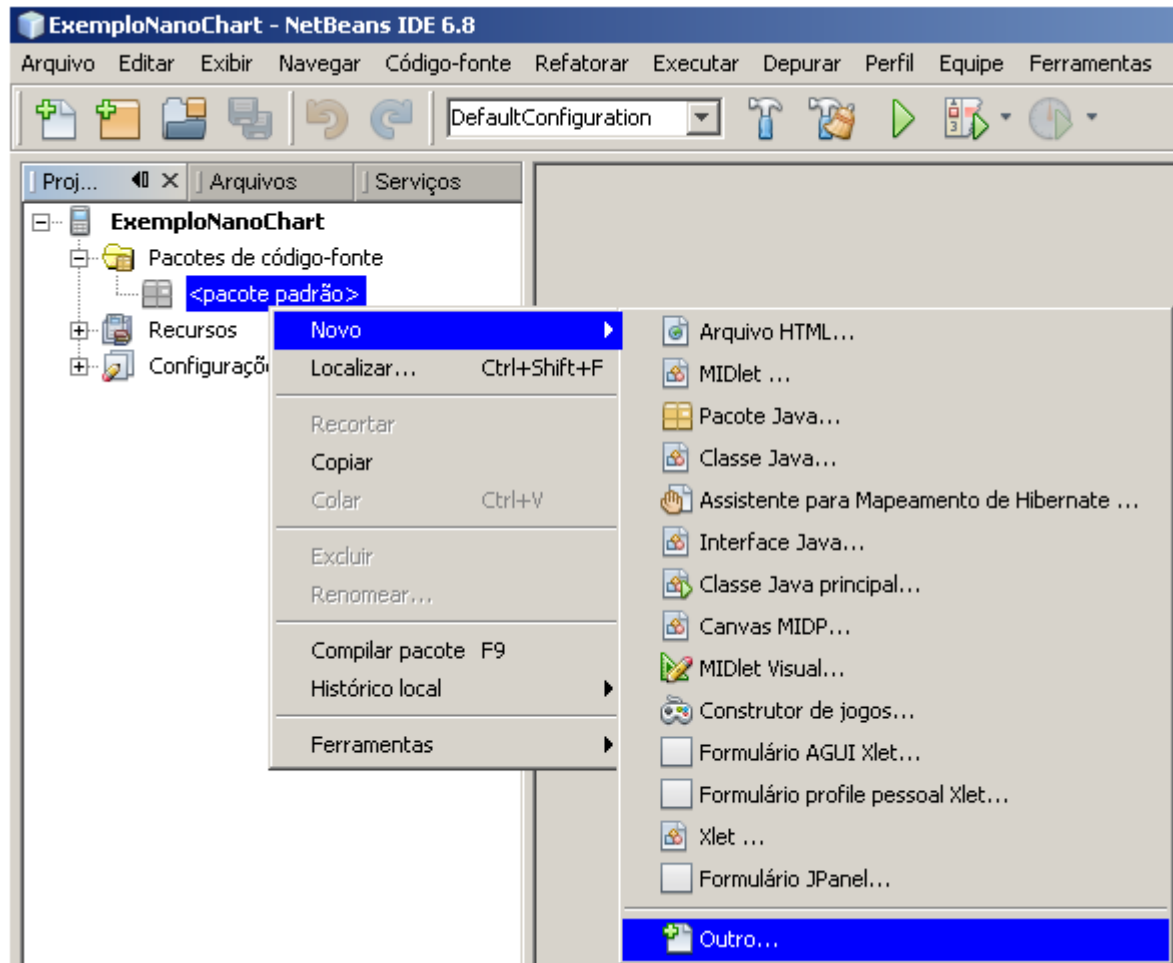 ExemploNanoChart - NetBeans IDE 6.8
Arquivo Editar Exibir Navegar Código-fonte Refatorar Executar Depurar Perfil Equipe Ferramentas
DefaultConfiguration
Proj... Arquivos Serviços
ExemploNanoChart
Pacotes de código-fonte
<pacote padrão>
Recursos
Configuraçõ
Novo
Localizar... Ctrl+Shift+F
Recortar
Copiar
Colar Ctrl+V
Excluir
Renomear...
Compilar pacote F9
Histórico local
Ferramentas
Arquivo HTML...
MIDlet ...
Pacote Java...
Classe Java...
Assistente para Mapeamento de Hibernate ...
Interface Java...
Classe Java principal...
Canvas MIDP...
MIDlet Visual...
Construtor de jogos...
Formulário AGUI Xlet...
Formulário profile pessoal Xlet...
Xlet ...
Formulário JPanel...
Outro...